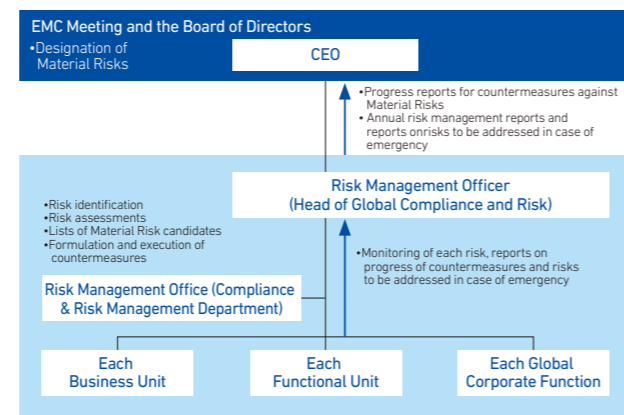 EMC Meeting and the Board of Directors
•Designation of
Material Risks
CEO
•Progress reports for countermeasures against
Material Risks
• Annual risk management reports and
reports onrisks to be addressed in case of
emergency
Risk Management Officer
(Head of Global Compliance and Risk)
•Risk identification
•Risk assessments
•Lists of Material Risk candidates
•Formulation and execution of
countermeasures
•Monitoring of each risk, reports on
progress of countermeasures and risks
to be addressed in case of emergency
Risk Management Office (Compliance
& Risk Management Department)
Each
Business Unit
Each
Functional Unit
Each Global
Corporate Function